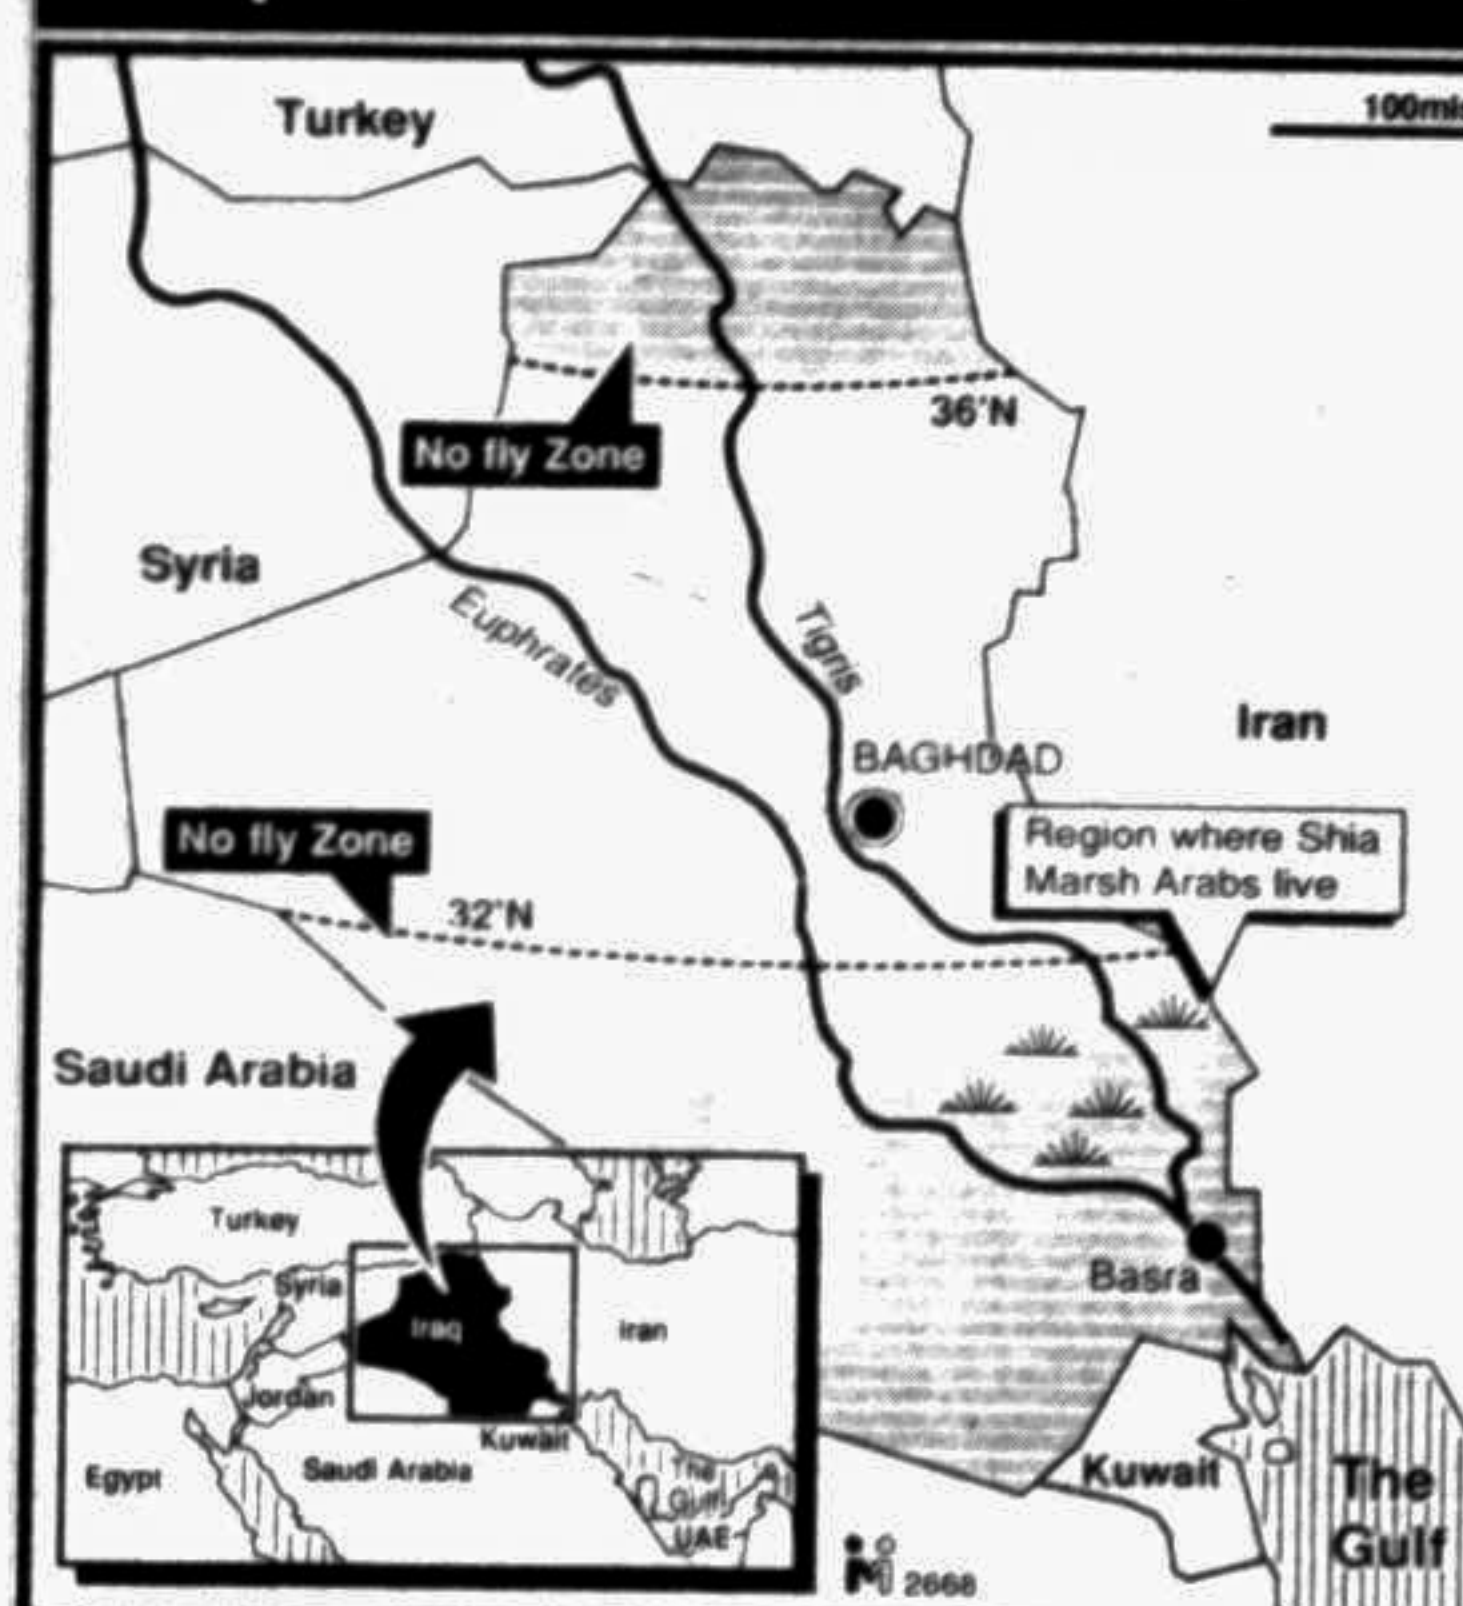 Turkey
100mls
36°N
No fly Zone
Syria
Euphrates
Tigris
Iran
BAGHDAD
No fly Zone
Region where Shia
Marsh Arabs live
32°N
Saudi Arabia
Turkey
Syria
Iraq
Iran
Jordan
Kuwait
Egypt
Saudi Arabia
The
Gulf
UAE
Basra
Kuwait
The
Gulf
2668